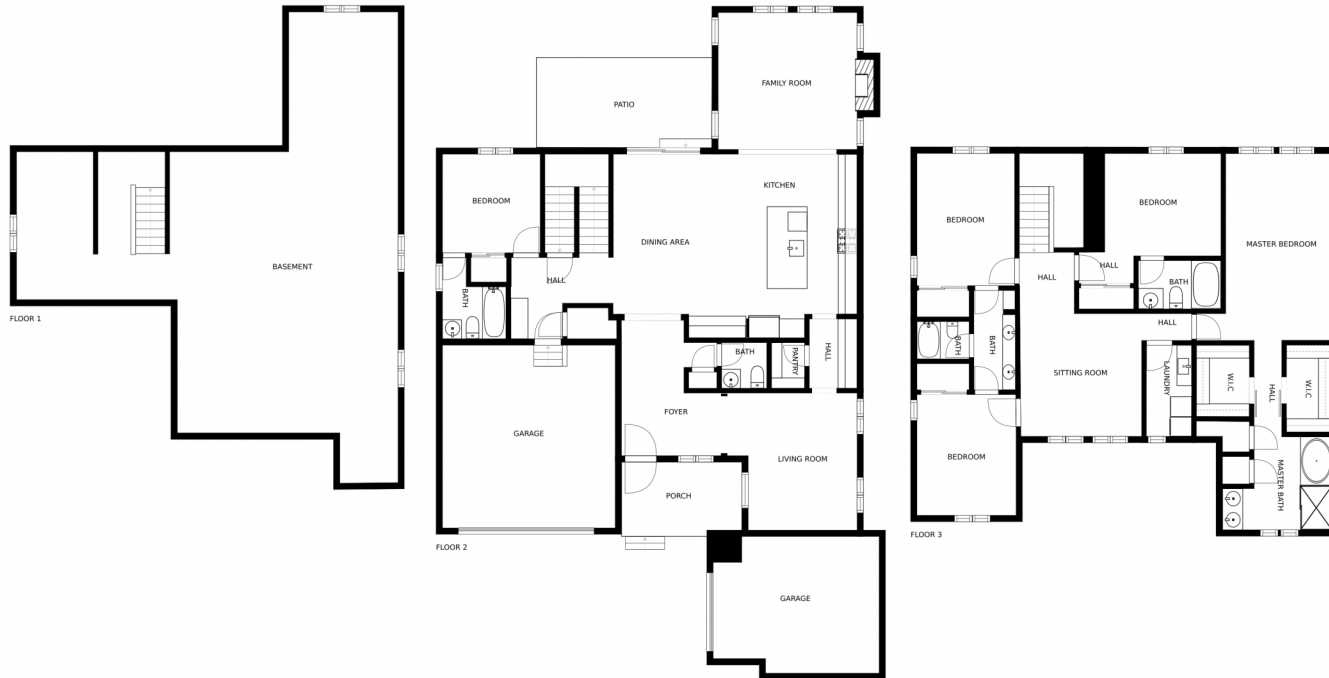 BASEMENT
FLOOR 1
FAMILY ROOM
PATIO
KITCHEN
BEDROOM
DINING AREA
HALL
BATH
BATH
PANTRY
HALL
FOYER
GARAGE
LIVING ROOM
PORCH
FLOOR 2
GARAGE
BEDROOM
BEDROOM
MASTER BEDROOM
HALL
HALL
BATH
HALL
BATH
BATH
SITTING ROOM
LAUNDRY
W.I.C
HALL
W.I.C
BEDROOM
MASTER BATH
FLOOR 3